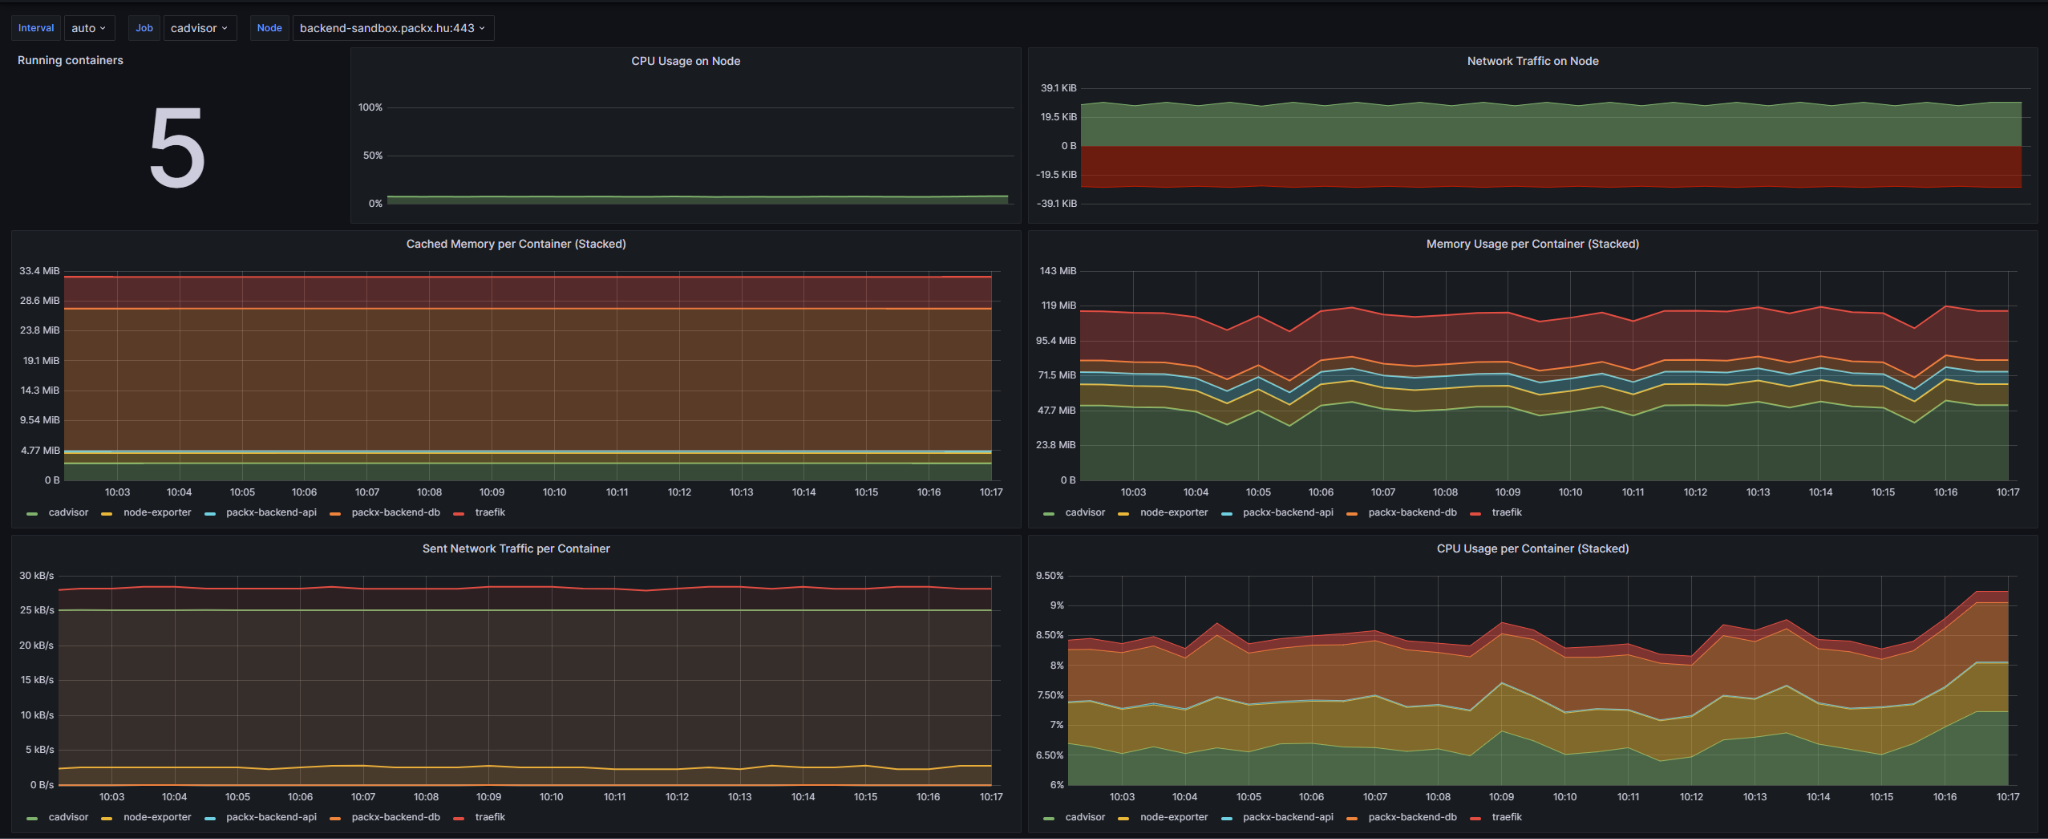 Interval auto Job cadvisor Node backend-sandbox.packx.hu:443
Running containers
5
CPU Usage on Node
100%
50%
0%
Network Traffic on Node
39.1 KiB
19.5 KiB
0 B
-19.5 KiB
-39.1 KiB
Cached Memory per Container (Stacked)
33.4 MiB
28.6 MiB
23.8 MiB
19.1 MiB
14.3 MiB
9.54 MiB
4.77 MiB
0 B
10:03 10:04 10:05 10:06 10:07 10:08 10:09 10:10 10:11 10:12 10:13 10:14 10:15 10:16 10:17
cadvisor node-exporter packx-backend-api packx-backend-db traefik
Memory Usage per Container (Stacked)
143 MiB
119 MiB
95.4 MiB
71.5 MiB
47.7 MiB
23.8 MiB
0 B
10:03 10:04 10:05 10:06 10:07 10:08 10:09 10:10 10:11 10:12 10:13 10:14 10:15 10:16 10:17
cadvisor node-exporter packx-backend-api packx-backend-db traefik
Sent Network Traffic per Container
30 kB/s
25 kB/s
20 kB/s
15 kB/s
10 kB/s
5 kB/s
0 B/s
10:03 10:04 10:05 10:06 10:07 10:08 10:09 10:10 10:11 10:12 10:13 10:14 10:15 10:16 10:17
cadvisor node-exporter packx-backend-api packx-backend-db traefik
CPU Usage per Container (Stacked)
9.50%
9%
8.50%
8%
7.50%
7%
6.50%
6%
10:03 10:04 10:05 10:06 10:07 10:08 10:09 10:10 10:11 10:12 10:13 10:14 10:15 10:16 10:17
cadvisor node-exporter packx-backend-api packx-backend-db traefik